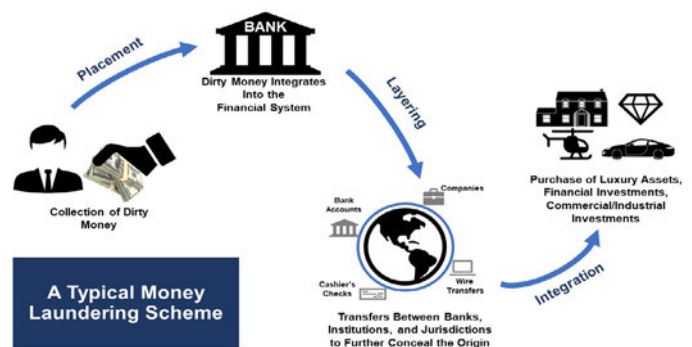 Placement
BANK
Dirty Money Integrates
Into the
Financial System
Layering
Collection of Dirty
Money
Companies
Bank
Accounts
Cashier's
Checks
Wire
Transfers
Transfers Between Banks,
Institutions, and Jurisdictions
to Further Conceal the Origin
Integration
Purchase of Luxury Assets,
Financial Investments,
Commercial/Industrial
Investments
A Typical Money
Laundering Scheme